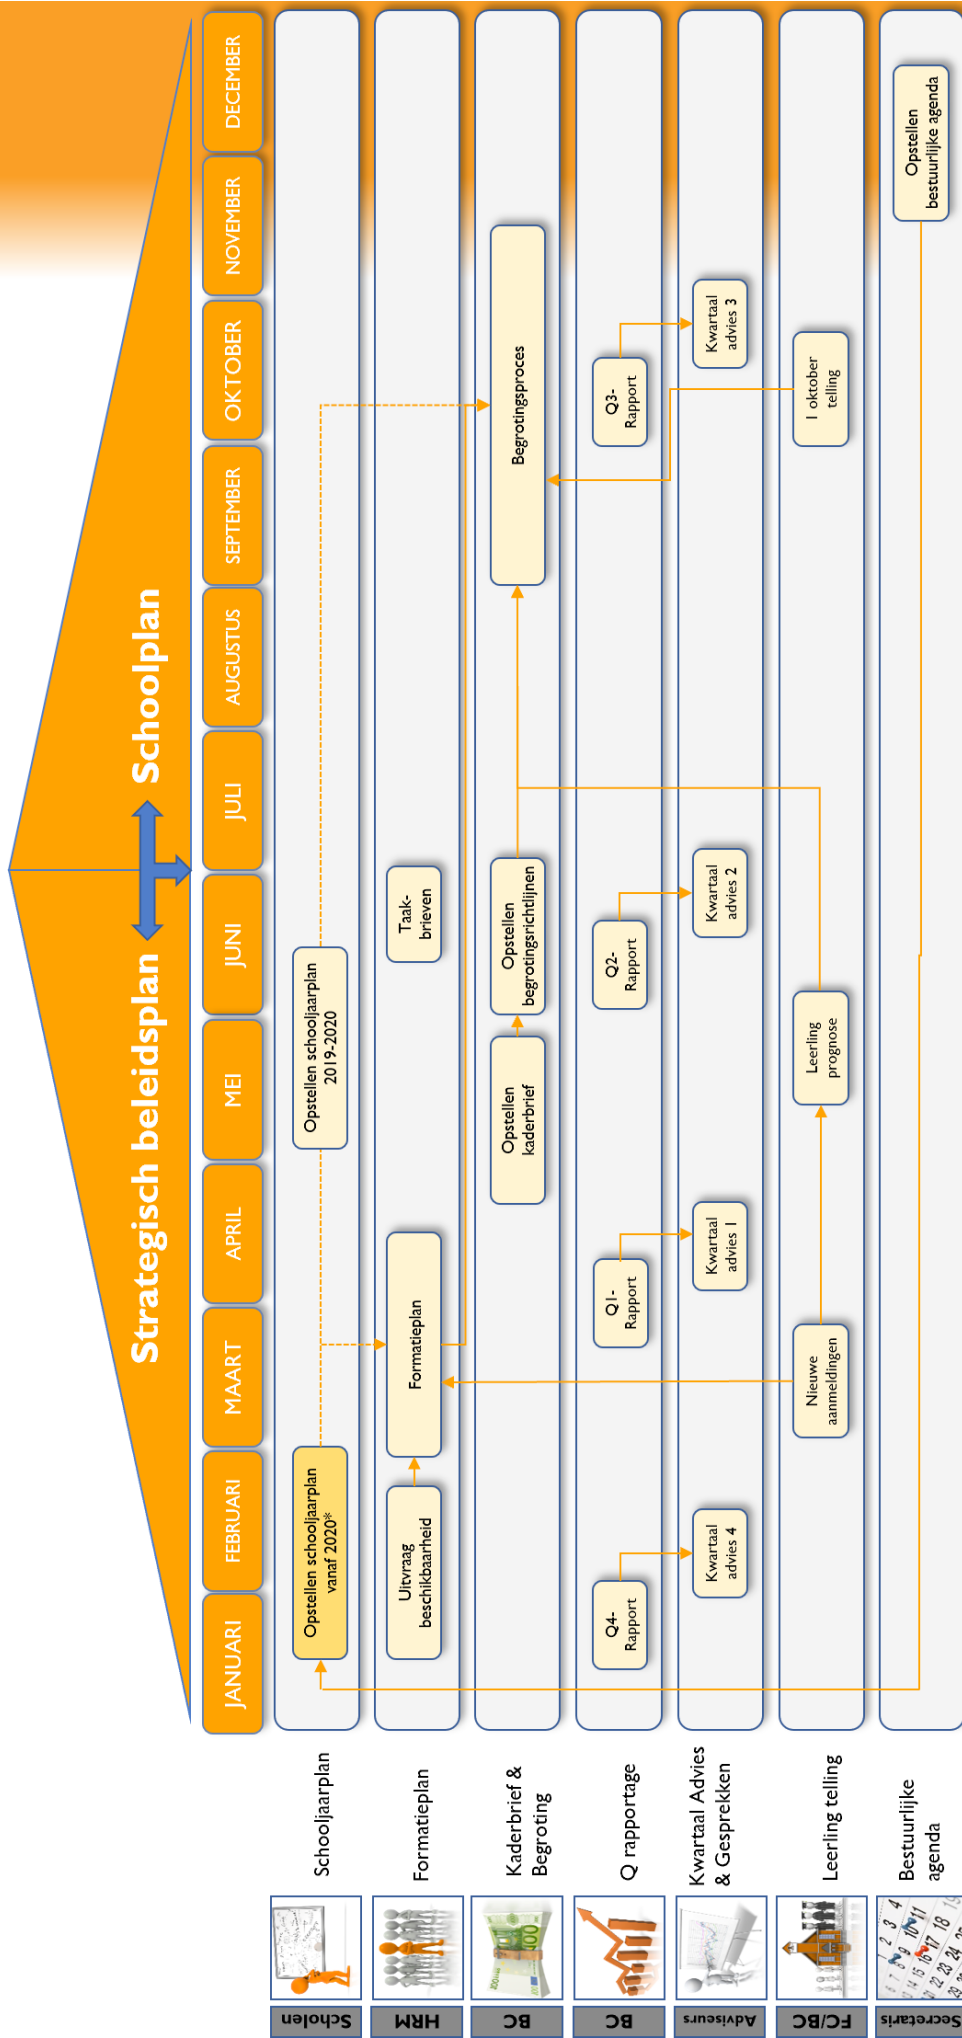 Strategisch beleidsplan
Schoolplan
JANUARI
FEBRUARI
MAART
APRIL
MEI
JUNI
JULI
AUGUSTUS
SEPTEMBER
OKTOBER
NOVEMBER
DECEMBER
Scholen
Schooljaarplan
Opstellen schooljaarplan
vanaf 2020*
Opstellen schooljaarplan
2019-2020
HRM
Formatieplan
Uitvraag
beschikbaarheid
Formatieplan
Taak-
brieven
BC
Kaderbrief &
Begroting
Opstellen
kaderbrief
Opstellen
begrotingsrichtlijnen
Begrotingsproces
BC
Q rapportage
Q4-
Rapport
Q1-
Rapport
Q2-
Rapport
Q3-
Rapport
Adviseurs
Kwartaal Advies
& Gesprekken
Kwartaal
advies 4
Kwartaal
advies 1
Kwartaal
advies 2
Kwartaal
advies 3
FC/BC
Leerling telling
Nieuwe
aanmeldingen
Leerling
prognose
1 oktober
telling
Secretaris
Bestuurlijke
agenda
Opstellen
bestuurlijke agenda